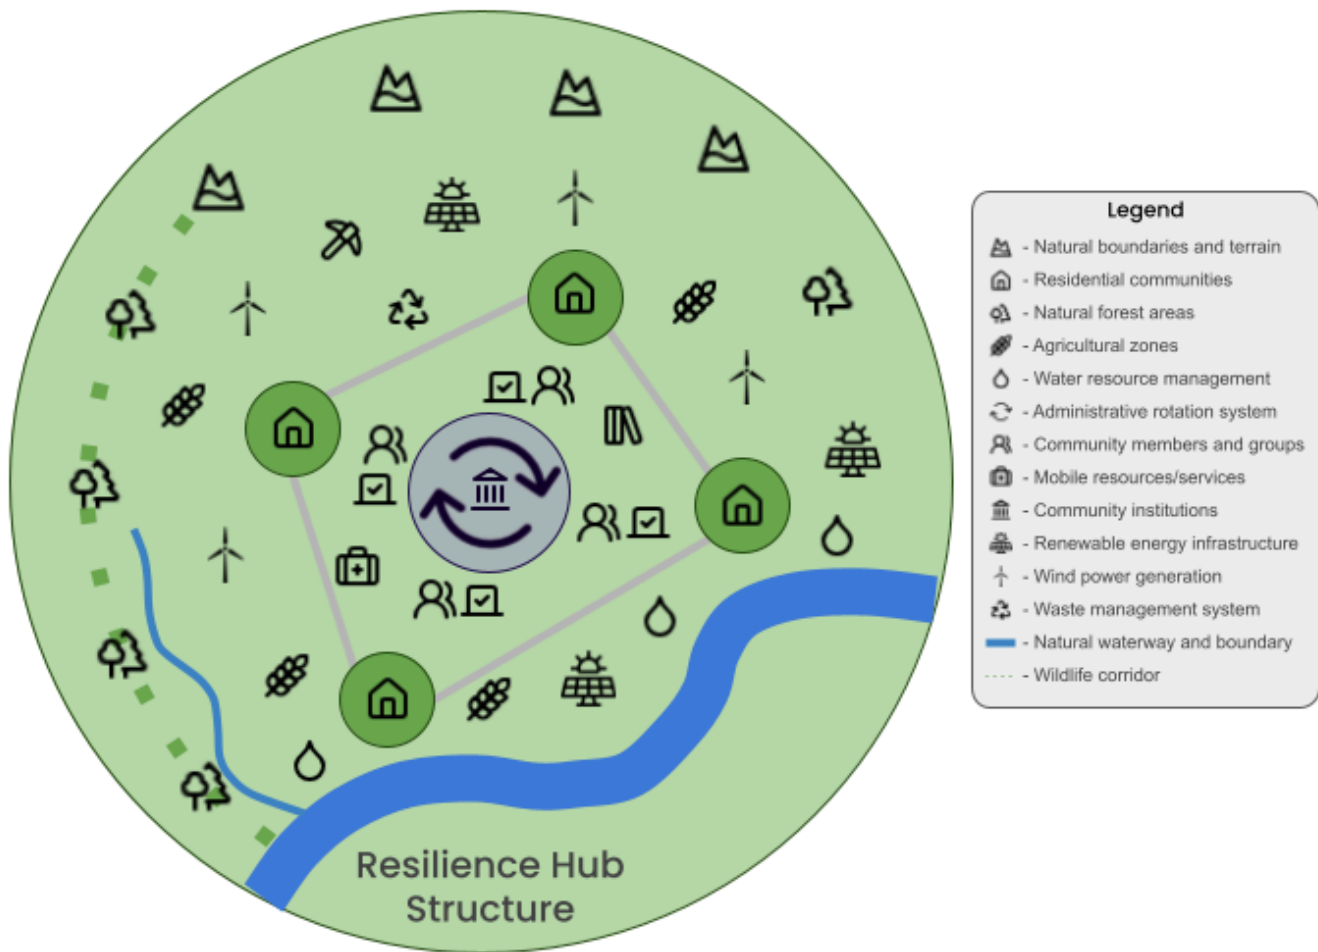 Legend
- Natural boundaries and terrain
- Residential communities
- Natural forest areas
- Agricultural zones
- Water resource management
- Administrative rotation system
- Community members and groups
- Mobile resources/services
- Community institutions
- Renewable energy infrastructure
- Wind power generation
- Waste management system
- Natural waterway and boundary
- Wildlife corridor
Resilience Hub
Structure